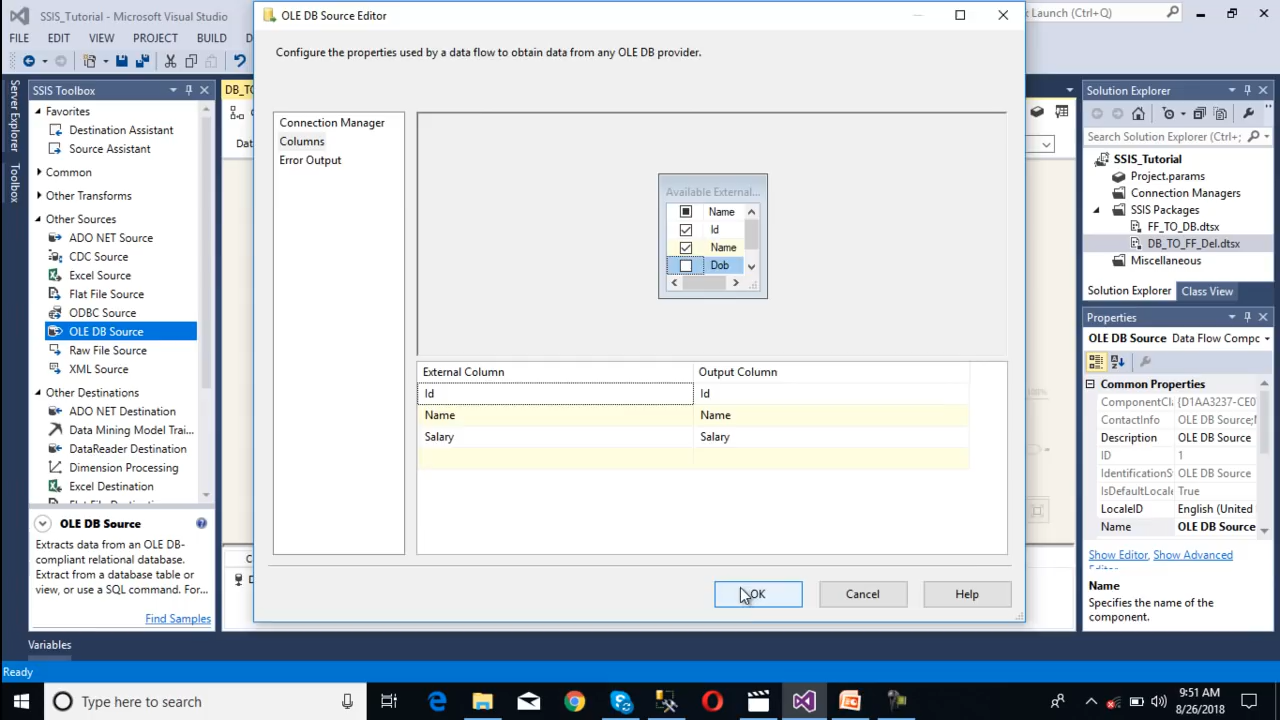 SSIS_Tutorial - Microsoft Visual Studio
OLE DB Source Editor
Launch (Ctrl+Q)
FILE EDIT VIEW PROJECT BUILD
Configure the properties used by a data flow to obtain data from any OLE DB provider.
Server Explorer
Toolbox
SSIS Toolbox
Favorites
Destination Assistant
Source Assistant
Common
Other Transforms
Other Sources
ADO NET Source
CDC Source
Excel Source
Flat File Source
ODBC Source
OLE DB Source
Raw File Source
XML Source
Other Destinations
ADO NET Destination
Data Mining Model Trai...
DataReader Destination
Dimension Processing
Excel Destination
OLE DB Source
Extracts data from an OLE DB-
compliant relational database.
Extract from a database table or
view, or use a SQL command. For...
Find Samples
DB_TO
Dat
Connection Manager
Columns
Error Output
Available External...
Name
Id
Name
Dob
External Column Output Column
Id Id
Name Name
Salary Salary
OK Cancel Help
100%
Solution Explorer
Search Solution Explorer (Ctrl+;
SSIS_Tutorial
Project.params
Connection Managers
SSIS Packages
FF_TO_DB.dtsx
DB_TO_FF_Del.dtsx
Miscellaneous
Solution Explorer Class View
Properties
OLE DB Source Data Flow Compc
Common Properties
ComponentCla {D1AA3237-CE0
ContactInfo OLE DB Source;M
Description OLE DB Source
ID 1
IdentificationSt OLE DB Source
IsDefaultLocale True
LocaleID English (United
Name OLE DB Source
Show Editor, Show Advanced
Name
Specifies the name of the
component.
Variables
Ready
Type here to search
9:51 AM
8/26/2018